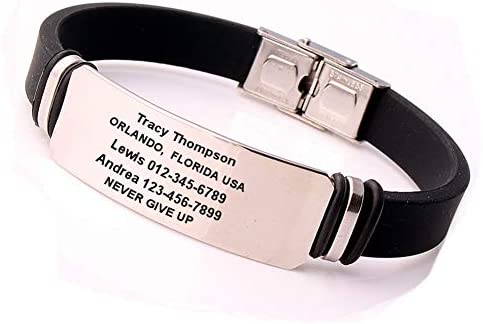 Tracy Thompson
ORLANDO, FLORIDA USA
Lewis 012-345-6789
Andrea 123-456-7899
NEVER GIVE UP